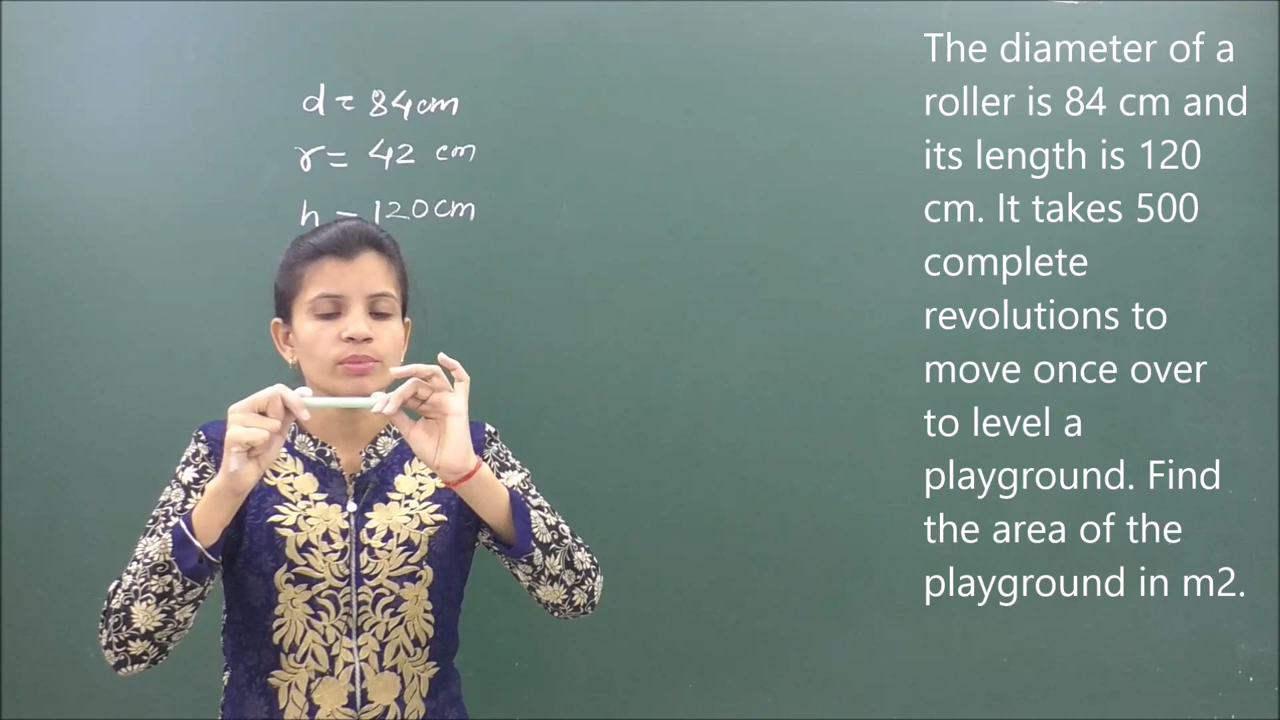 d = 84cm
r = 42 cm
h = 120cm
The diameter of a
roller is 84 cm and
its length is 120
cm. It takes 500
complete
revolutions to
move once over
to level a
playground. Find
the area of the
playground in m2.